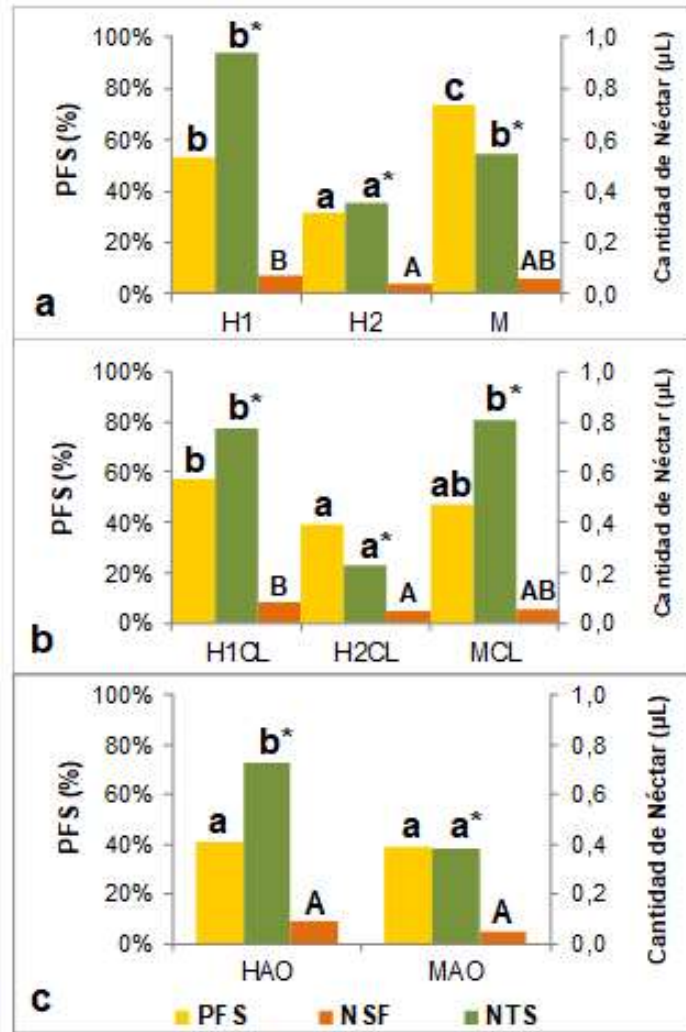 100%
80%
60%
40%
20%
0%
PFS (%)
b
b*
B
a
a*
A
c
b*
AB
1,0
0,8
0,6
0,4
0,2
0,0
Cantidad de Néctar (µL)
H1 H2 M
a
100%
80%
60%
40%
20%
0%
PFS (%)
b
b*
B
a
a*
A
ab
b*
AB
1,0
0,8
0,6
0,4
0,2
0,0
Cantidad de Néctar (µL)
H1CL H2CL MCL
b
100%
80%
60%
40%
20%
0%
PFS (%)
a
b*
A
a
a*
A
1,0
0,8
0,6
0,4
0,2
0,0
Cantidad de Néctar (µL)
HAO MAO
c
PFS NSF NTS